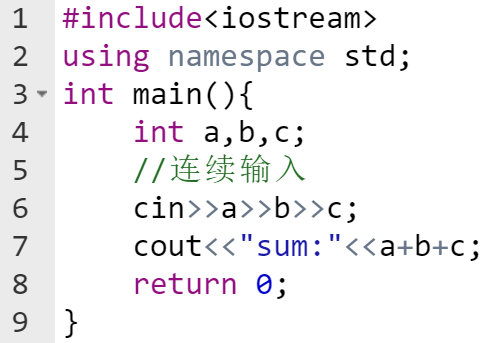 1 #include<iostream>
2 using namespace std;
3 int main(){
4     int a,b,c;
5     //连续输入
6     cin>>a>>b>>c;
7     cout<<"sum:"<<a+b+c;
8     return 0;
9 }